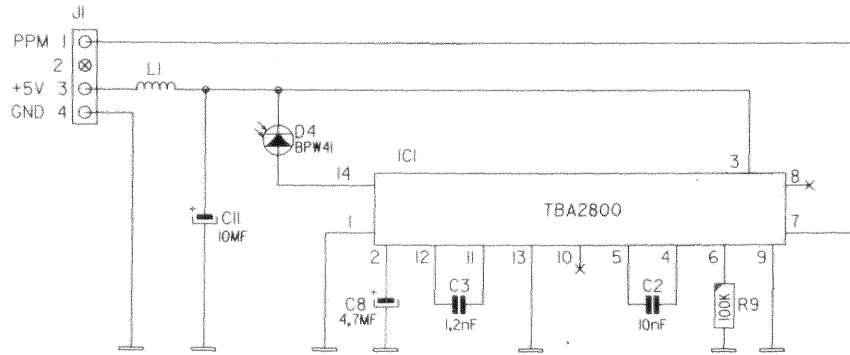 J1
PPM 1
2
+5V 3
GND 4
L1
C11
10MF
D4
BPW41
IC1
TBA2800
14
1
3
8
7
2
12
11
13
10
5
4
6
9
C8
4,7MF
C3
1,2nF
C2
10nF
100K
R9